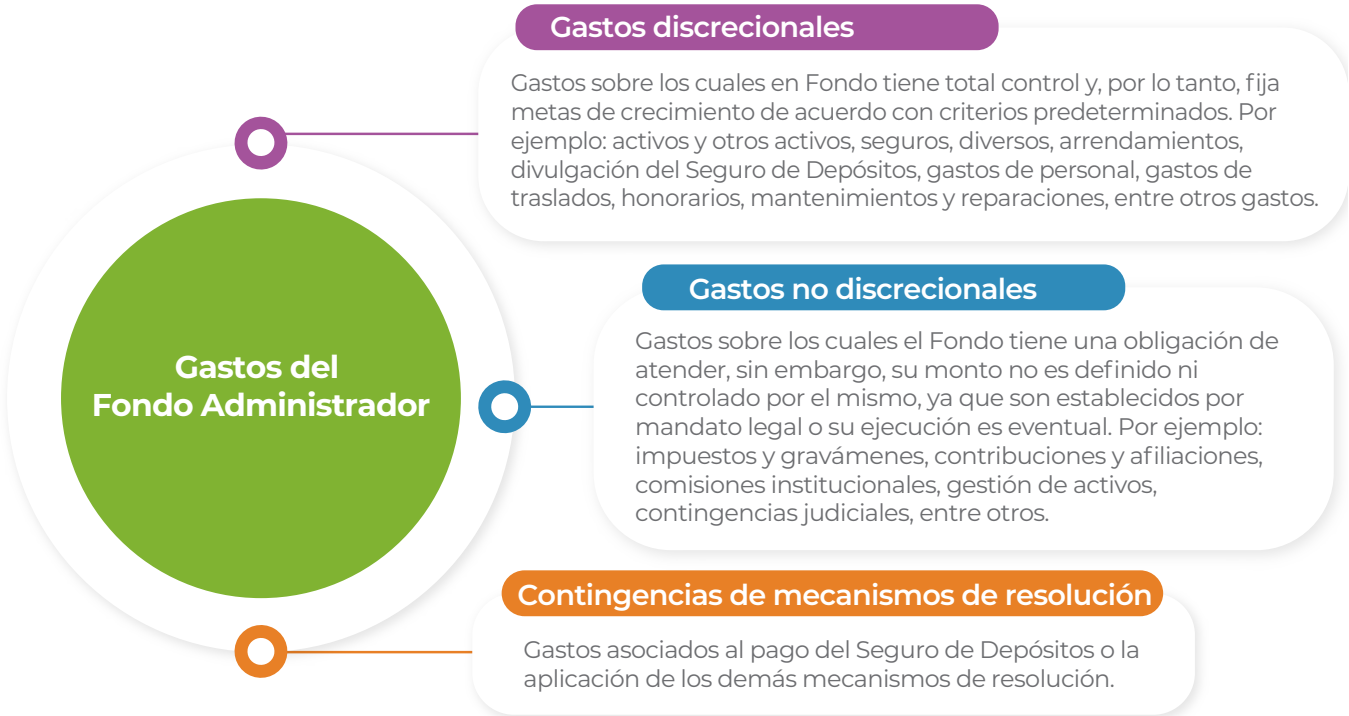 Gastos discrecionales
Gastos sobre los cuales en Fondo tiene total control y, por lo tanto, fija
metas de crecimiento de acuerdo con criterios predeterminados. Por
ejemplo: activos y otros activos, seguros, diversos, arrendamientos,
divulgación del Seguro de Depósitos, gastos de personal, gastos de
traslados, honorarios, mantenimientos y reparaciones, entre otros gastos.
Gastos no discrecionales
Gastos sobre los cuales el Fondo tiene una obligación de
atender, sin embargo, su monto no es definido ni
controlado por el mismo, ya que son establecidos por
mandato legal o su ejecución es eventual. Por ejemplo:
impuestos y gravámenes, contribuciones y afiliaciones,
comisiones institucionales, gestión de activos,
contingencias judiciales, entre otros.
Gastos del
Fondo Administrador
Contingencias de mecanismos de resolución
Gastos asociados al pago del Seguro de Depósitos o la
aplicación de los demás mecanismos de resolución.